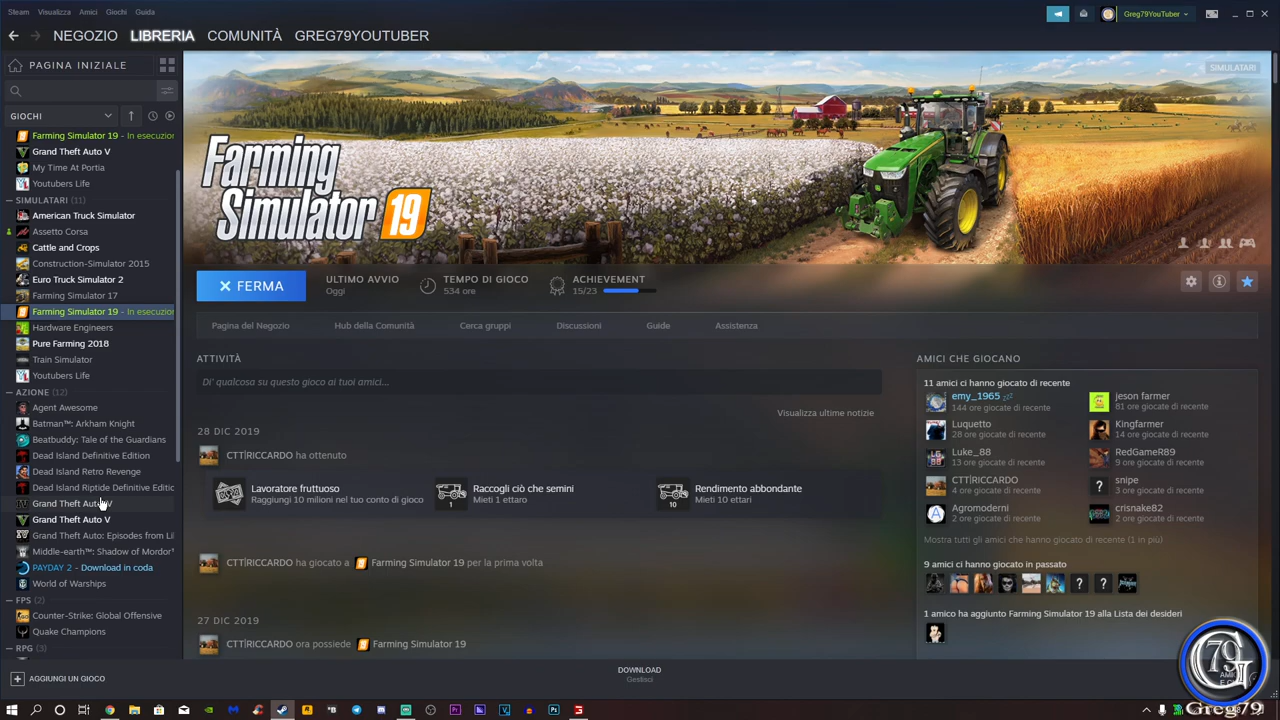 Steam Visualizza Amici Giochi Guida
Greg79YouTuber
NEGOZIO LIBRERIA COMUNITÀ GREG79YOUTUBER
PAGINA INIZIALE
GIOCHI
Farming Simulator 19 - In esecuzion
Grand Theft Auto V
My Time At Portia
Youtubers Life
SIMULATARI (11)
American Truck Simulator
Assetto Corsa
Cattle and Crops
Construction-Simulator 2015
Euro Truck Simulator 2
Farming Simulator 17
Farming Simulator 19 - In esecuzion
Hardware Engineers
Pure Farming 2018
Train Simulator
Youtubers Life
AZIONE (12)
Agent Awesome
Batman™: Arkham Knight
Beatbuddy: Tale of the Guardians
Dead Island Definitive Edition
Dead Island Retro Revenge
Dead Island Riptide Definitive Editio
Grand Theft Auto IV
Grand Theft Auto V
Grand Theft Auto: Episodes from Li
Middle-earth™: Shadow of Mordor™
PAYDAY 2 - Download in coda
World of Warships
FPS (2)
Counter-Strike: Global Offensive
Quake Champions
RPG (3)
AGGIUNGI UN GIOCO
SIMULATARI
Farming
Simulator 19
FERMA
ULTIMO AVVIO
Oggi
TEMPO DI GIOCO
534 ore
ACHIEVEMENT
15/23
Pagina del Negozio Hub della Comunità Cerca gruppi Discussioni Guide Assistenza
ATTIVITÀ
Di' qualcosa su questo gioco ai tuoi amici...
Visualizza ultime notizie
28 DIC 2019
CTT|RICCARDO ha ottenuto
Lavoratore fruttuoso
Raggiungi 10 milioni nel tuo conto di gioco
1
Raccogli ciò che semini
Mieti 1 ettaro
10
Rendimento abbondante
Mieti 10 ettari
CTT|RICCARDO ha giocato a Farming Simulator 19 per la prima volta
27 DIC 2019
CTT|RICCARDO ora possiede Farming Simulator 19
AMICI CHE GIOCANO
11 amici ci hanno giocato di recente
emy_1965
144 ore giocate di recente
jeson farmer
81 ore giocate di recente
Luquetto
28 ore giocate di recente
Kingfarmer
14 ore giocate di recente
Luke_88
13 ore giocate di recente
RedGameR89
9 ore giocate di recente
CTT|RICCARDO
4 ore giocate di recente
snipe
3 ore giocate di recente
Agromoderni
2 ore giocate di recente
crisnake82
2 ore giocate di recente
Mostra tutti gli amici che hanno giocato di recente (1 in più)
9 amici ci hanno giocato in passato
1 amico ha aggiunto Farming Simulator 19 alla Lista dei desideri
DOWNLOAD
Gestisci
79
G
Greg79